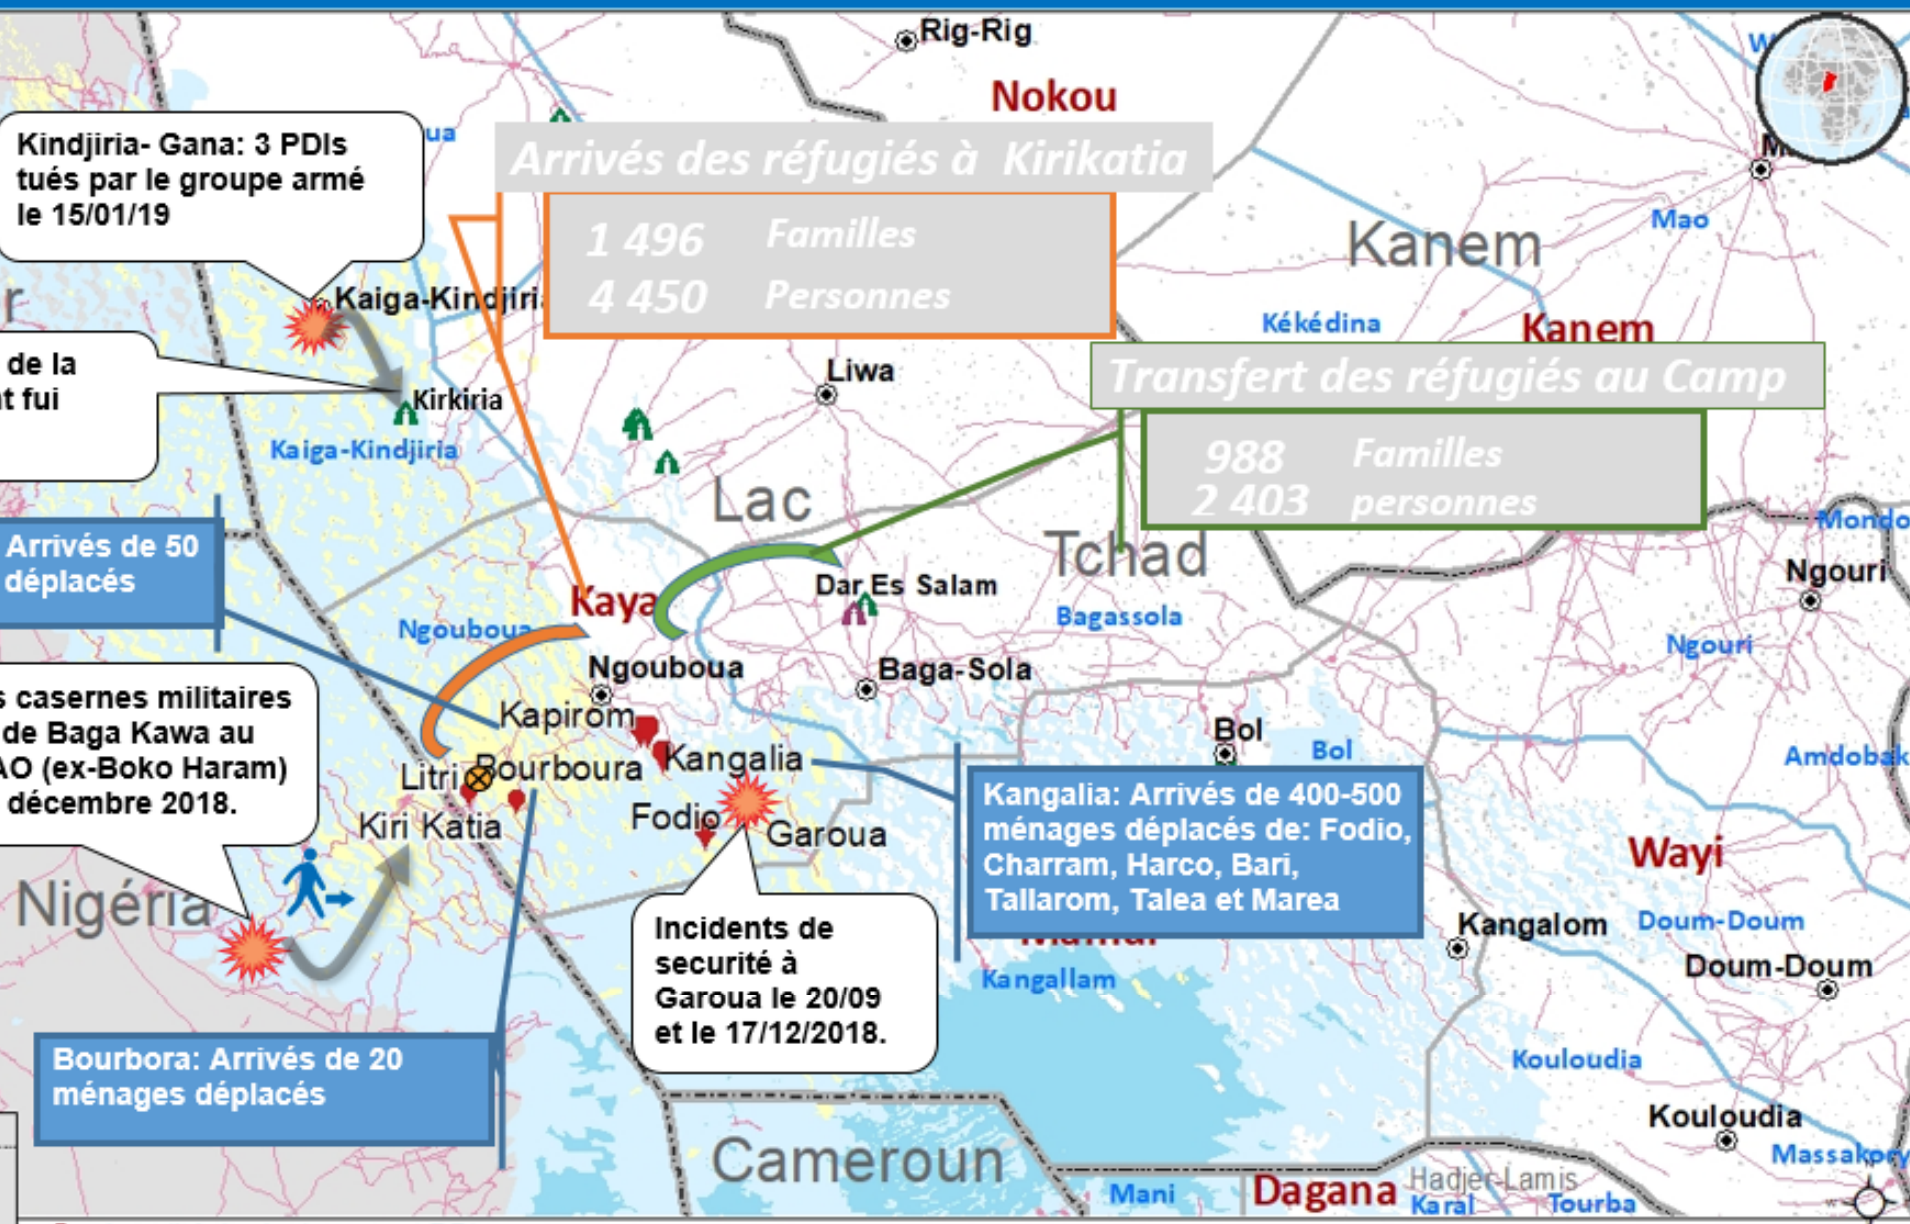 Rig-Rig
Nokou
Kindjiria- Gana: 3 PDIs
tués par le groupe armé
le 15/01/19
Arrivés des réfugiés à Kirikatia
1 496 Familles
4 450 Personnes
Mao
Kanem
Kékédina
Kanem
Kaiga-Kindjiri
de la
fui
Kirkiria
Kaiga-Kindjiria
Liwa
Transfert des réfugiés au Camp
988 Familles
2 403 personnes
Lac
Tchad
Mondo
Ngouri
Arrivés de 50
déplacés
Kaya
Dar Es Salam
Bagassola
Ngouboua
Ngouri
Ngouboua
Baga-Sola
casernes militaires
de Baga Kawa au
AO (ex-Boko Haram)
décembre 2018.
Kapirom
Kangalia
Bol
Bol
Amdobak
Litri
Bourboura
Kiri Katia
Fodio
Garoua
Kangalia: Arrivés de 400-500
ménages déplacés de: Fodio,
Charram, Harco, Bari,
Tallarom, Talea et Marea
Wayi
Nigéria
Incidents de
securité à
Garoua le 20/09
et le 17/12/2018.
Kangallam
Kangalom
Doum-Doum
Doum-Doum
Bourbora: Arrivés de 20
ménages déplacés
Kouloudia
Kouloudia
Massakory
Cameroun
Mani
Dagana
Hadjer-Lamis
Karal
Tourba